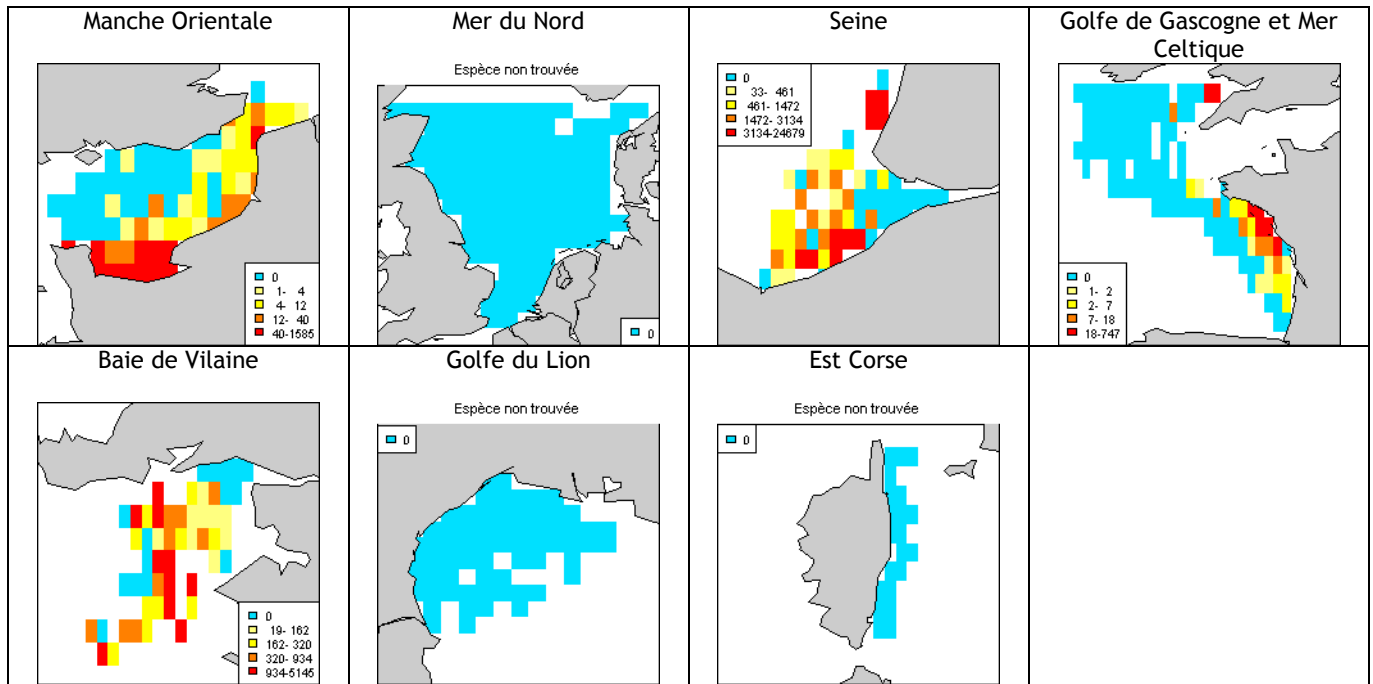 Manche Orientale
0
1- 4
4- 12
12- 40
40-1585
Mer du Nord
Espèce non trouvée
0
Seine
0
33- 461
461- 1472
1472- 3134
3134-24679
Golfe de Gascogne et Mer
Celtique
0
1- 2
2- 7
7- 18
18-747
Baie de Vilaine
0
19- 162
162- 320
320- 934
934-5145
Golfe du Lion
Espèce non trouvée
0
Est Corse
Espèce non trouvée
0